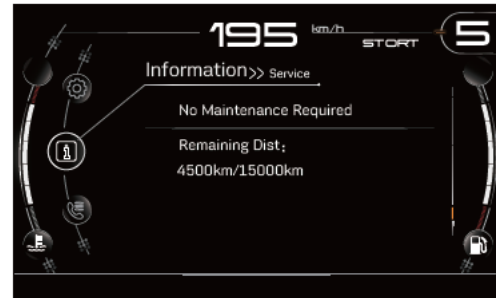 195 km/h STORT 5
Information>> Service
No Maintenance Required
Remaining Dist:
4500km/15000km